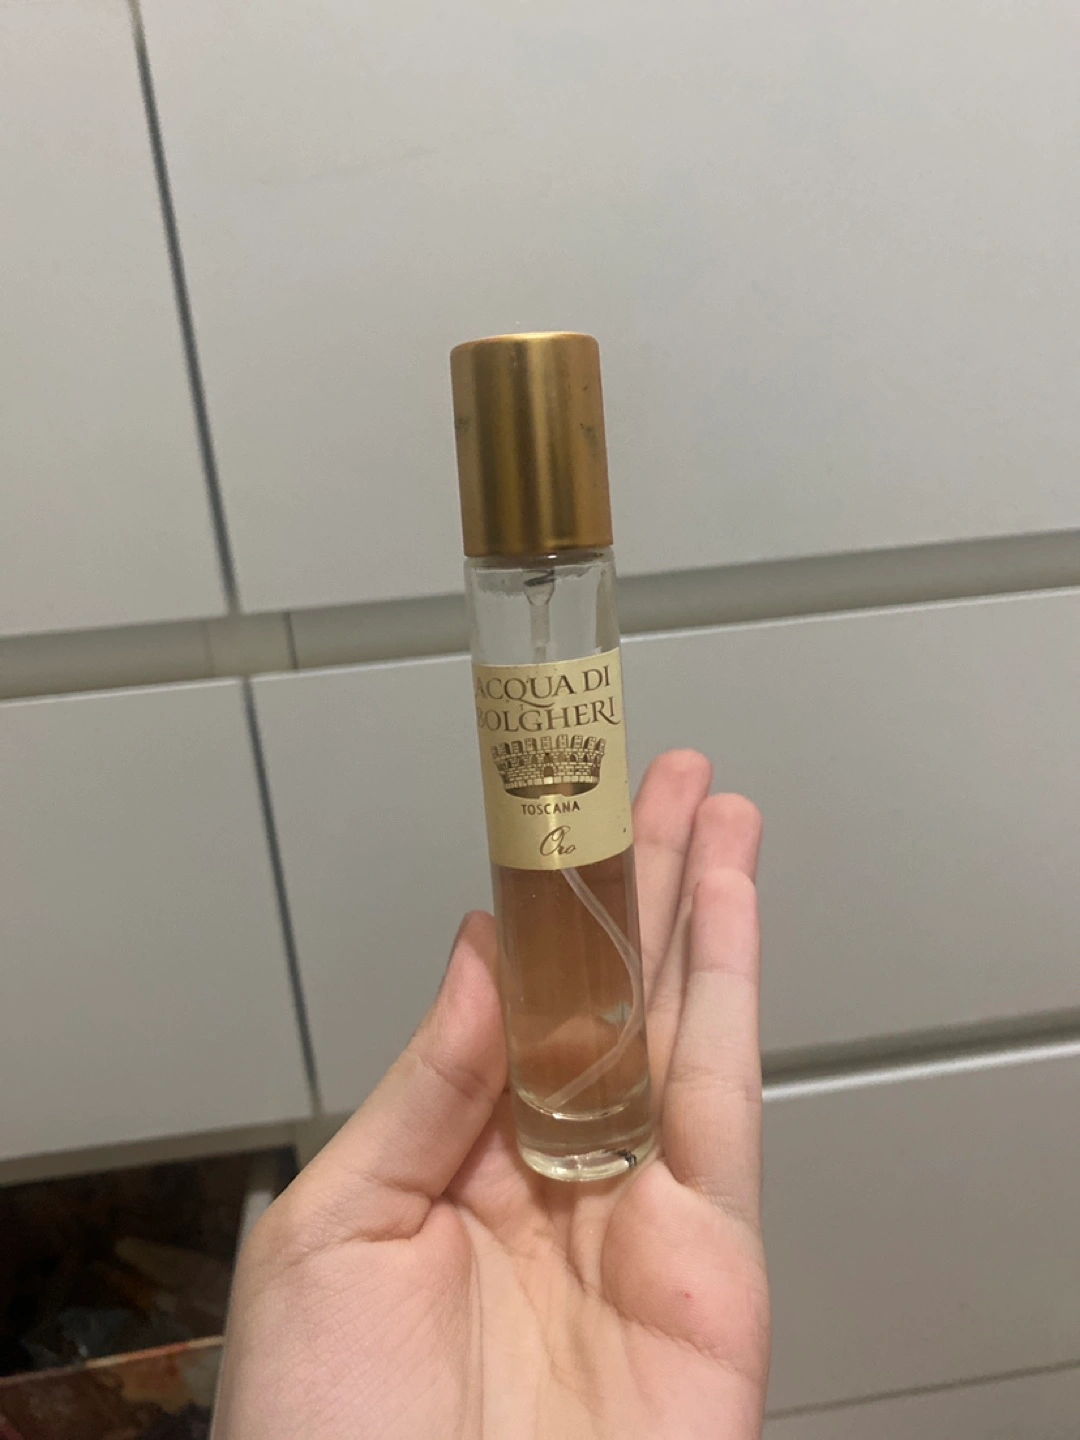 ACQUA DI
BOLGHERI
TOSCANA
Oro